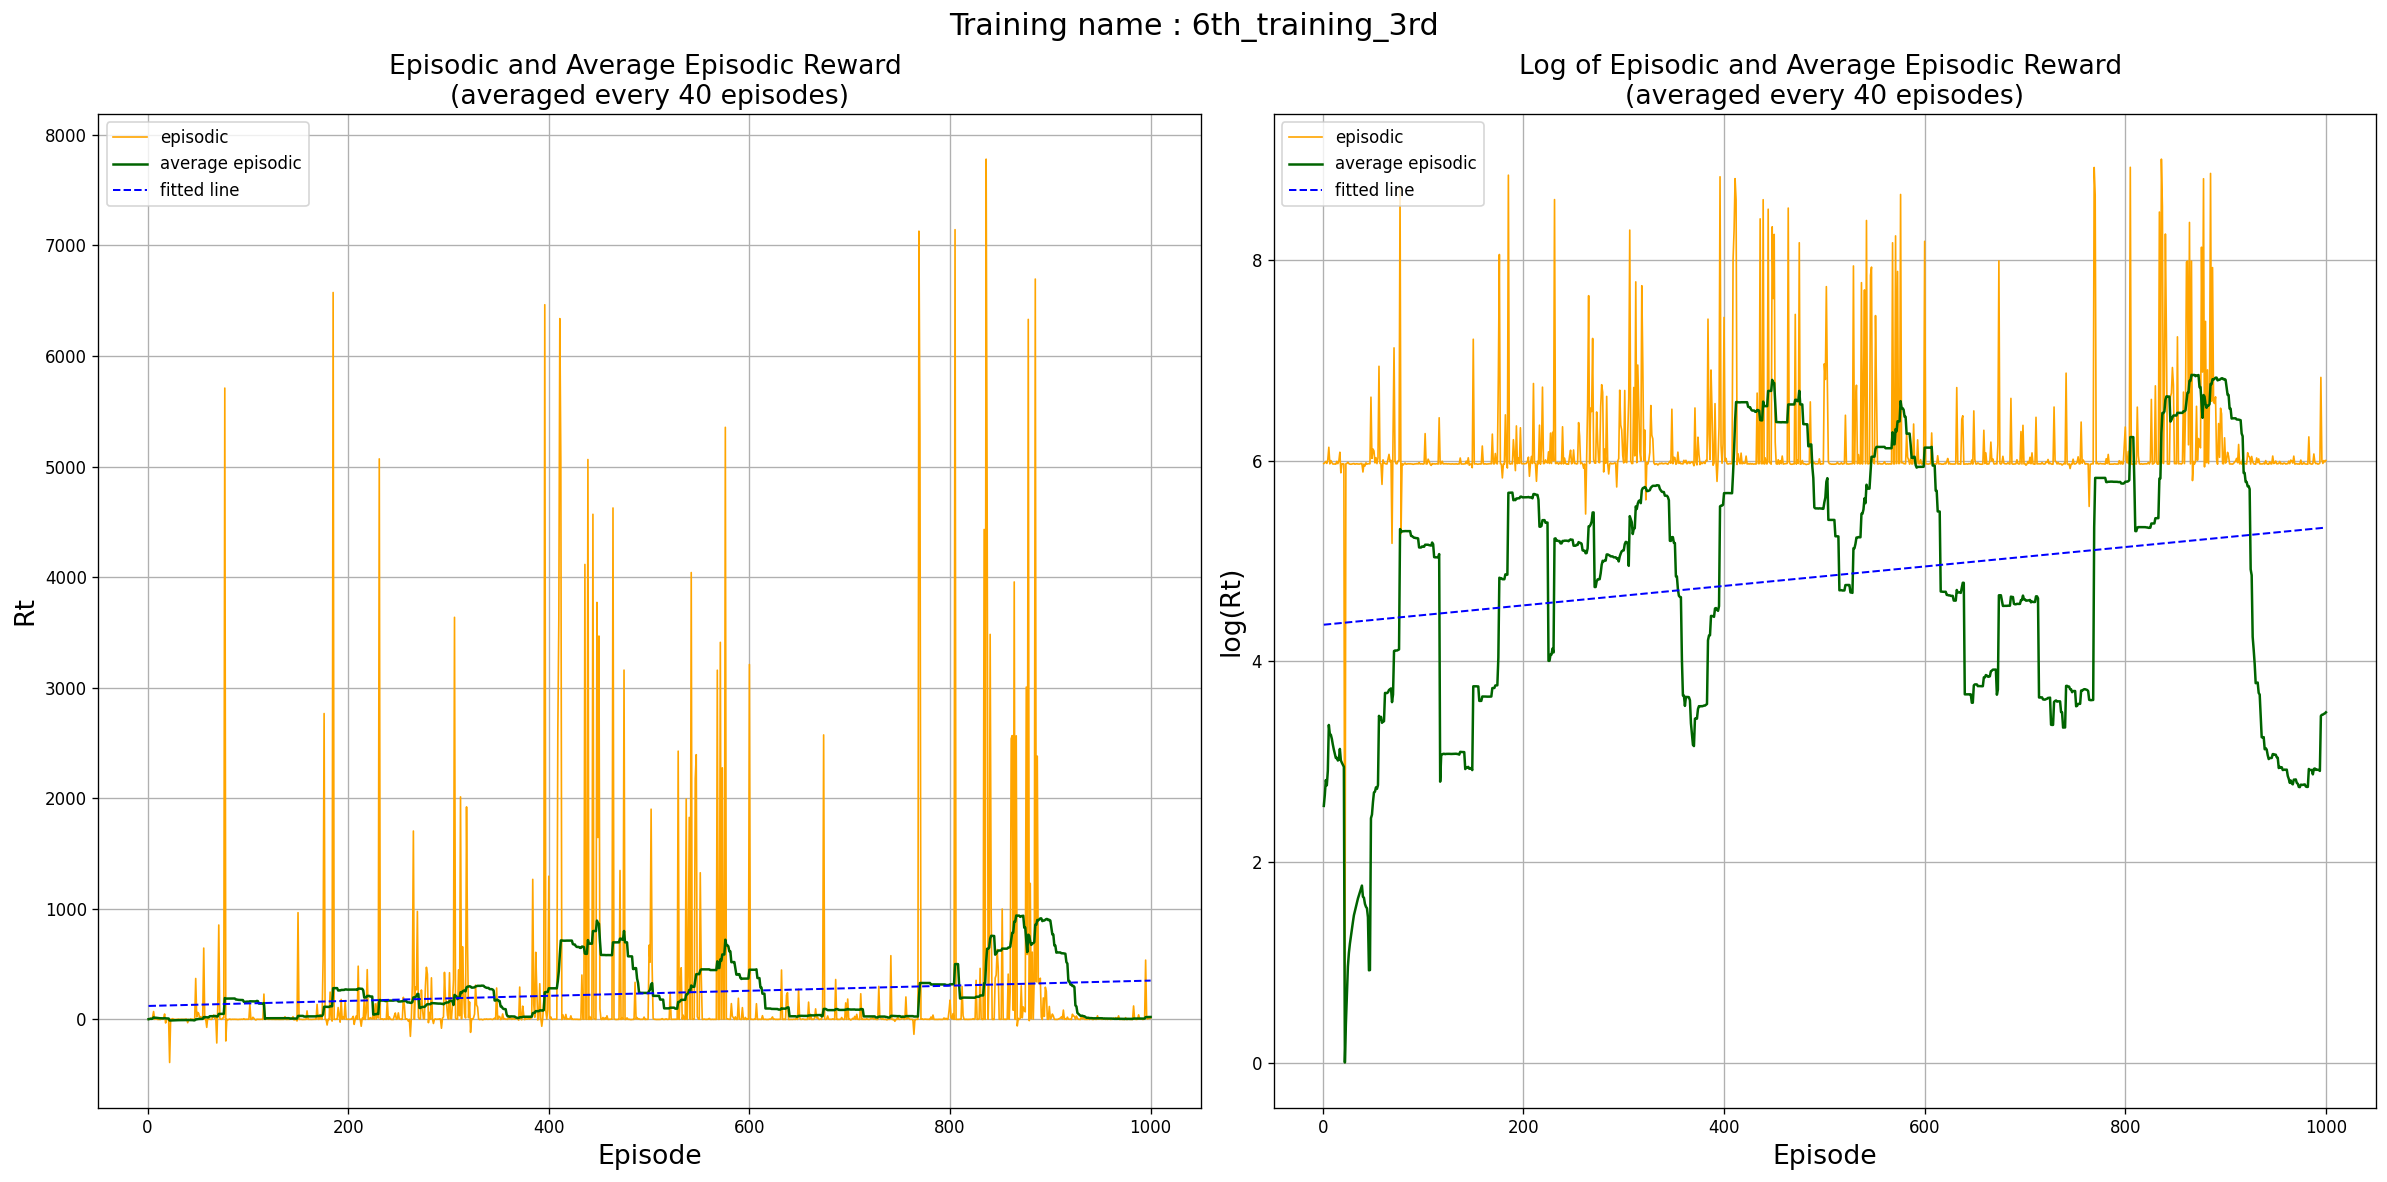 Training name : 6th_training_3rd
Episodic and Average Episodic Reward
(averaged every 40 episodes)
8000
7000
6000
5000
4000
3000
2000
1000
0
Rt
episodic
average episodic
fitted line
0 200 400 600 800 1000
Episode
Log of Episodic and Average Episodic Reward
(averaged every 40 episodes)
8
6
4
2
0
log(Rt)
episodic
average episodic
fitted line
0 200 400 600 800 1000
Episode